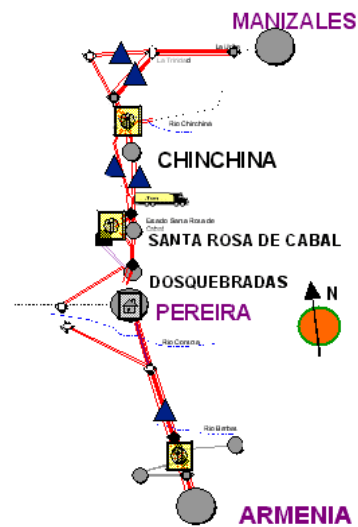 MANIZALES
La Trinidad
Rio Chinchina
CHINCHINA
Estado Santa Rosa de
Cabal
SANTA ROSA DE CABAL
DOSQUEBRADAS
N
PEREIRA
Rio Consota
Rio Barbas
ARMENIA